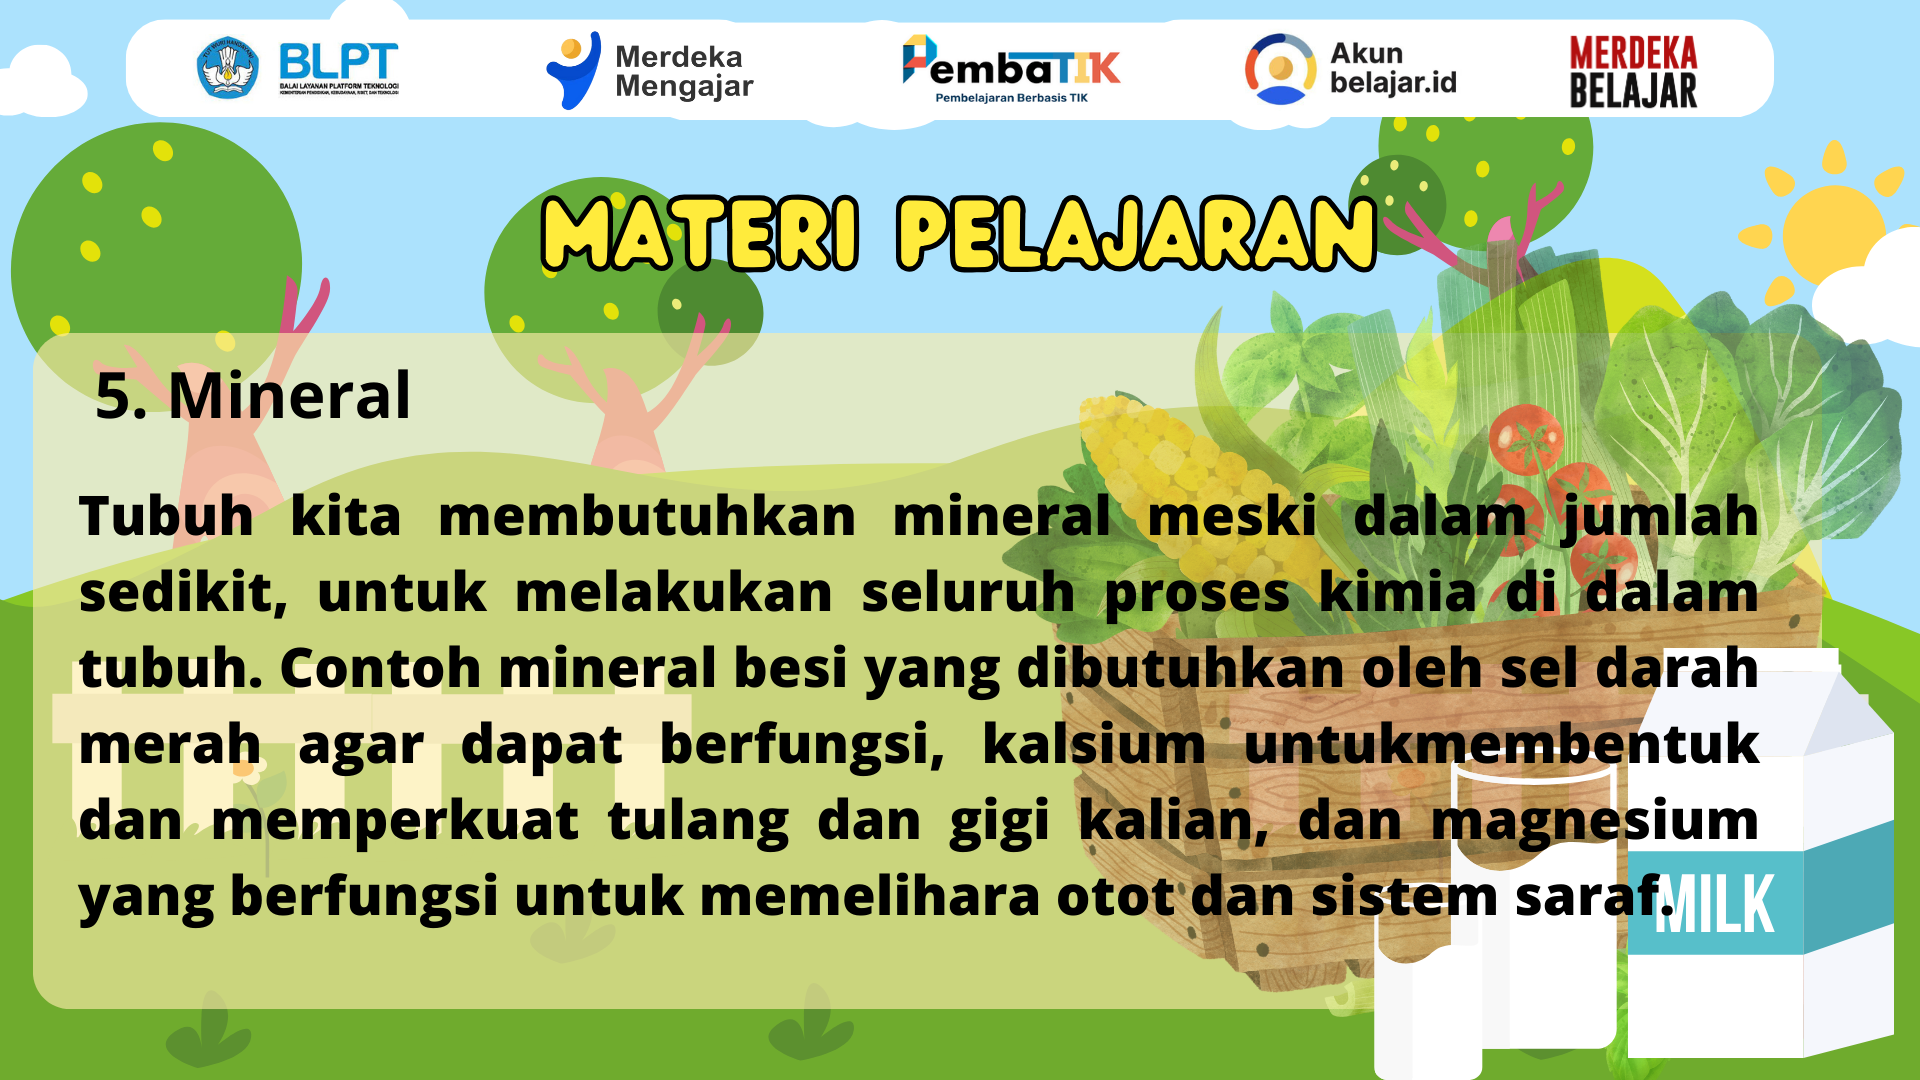 BLPT
BALAI LAYANAN PLATFORM TEKNOLOGI
Merdeka
Mengajar
PembaTIK
Pembelajaran Berbasis TIK
Akun
belajar.id
MERDEKA
BELAJAR
MATERI PELAJARAN
5. Mineral
Tubuh kita membutuhkan mineral meski dalam jumlah
sedikit, untuk melakukan seluruh proses kimia di dalam
tubuh. Contoh mineral besi yang dibutuhkan oleh sel darah
merah agar dapat berfungsi, kalsium untukmembentuk
dan memperkuat tulang dan gigi kalian, dan magnesium
yang berfungsi untuk memelihara otot dan sistem saraf.
MILK